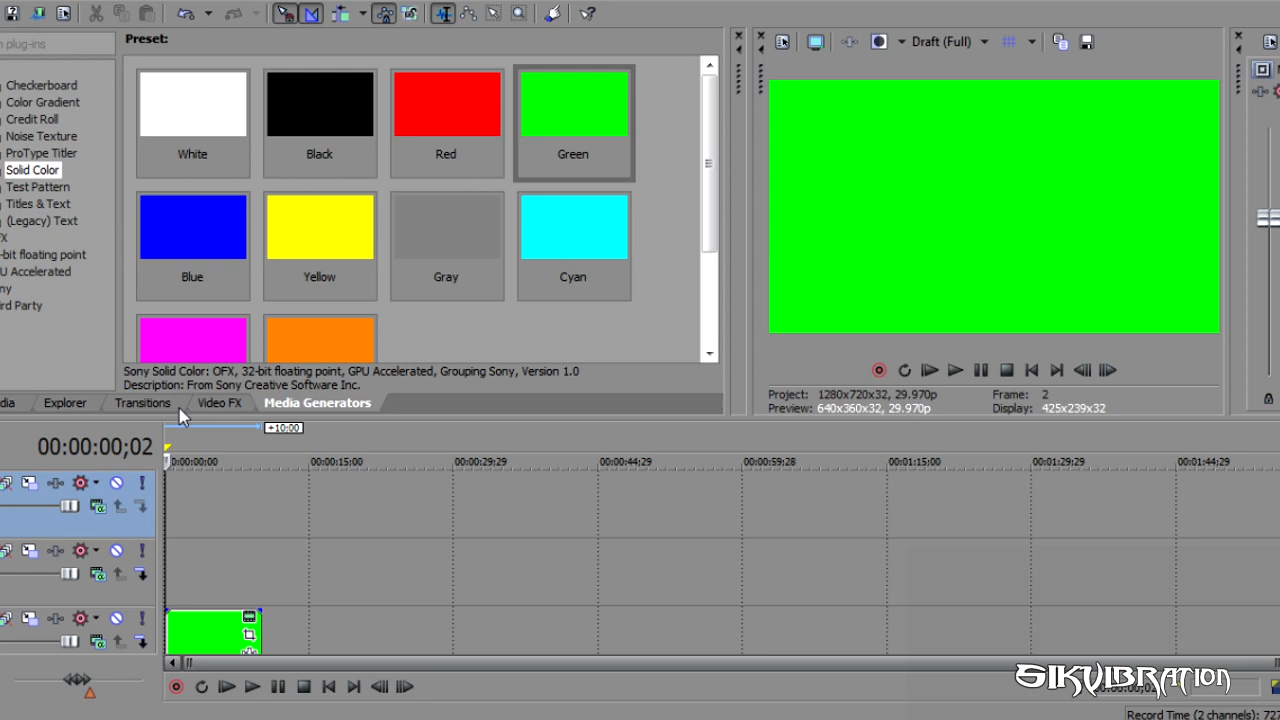 plug-ins
Preset:
Draft (Full)
Checkerboard
Color Gradient
Credit Roll
Noise Texture
ProType Titler
Solid Color
Test Pattern
Titles & Text
(Legacy) Text
FX
-bit floating point
U Accelerated
ny
ird Party
White
Black
Red
Green
Blue
Yellow
Gray
Cyan
Sony Solid Color: OFX, 32-bit floating point, GPU Accelerated, Grouping Sony, Version 1.0
Description: From Sony Creative Software Inc.
dia
Explorer
Transitions
Video FX
Media Generators
Project: 1280x720x32, 29.970p
Frame: 2
Preview: 640x360x32, 29.970p
Display: 425x239x32
00:00:00;02
+10:00
0:00:00;00
00:00:15;00
00:00:29;29
00:00:44;29
00:00:59;28
00:01:15;00
00:01:29;29
00:01:44;29
SIKVIBRATION
00:00:00;02
Record Time (2 channels): 727